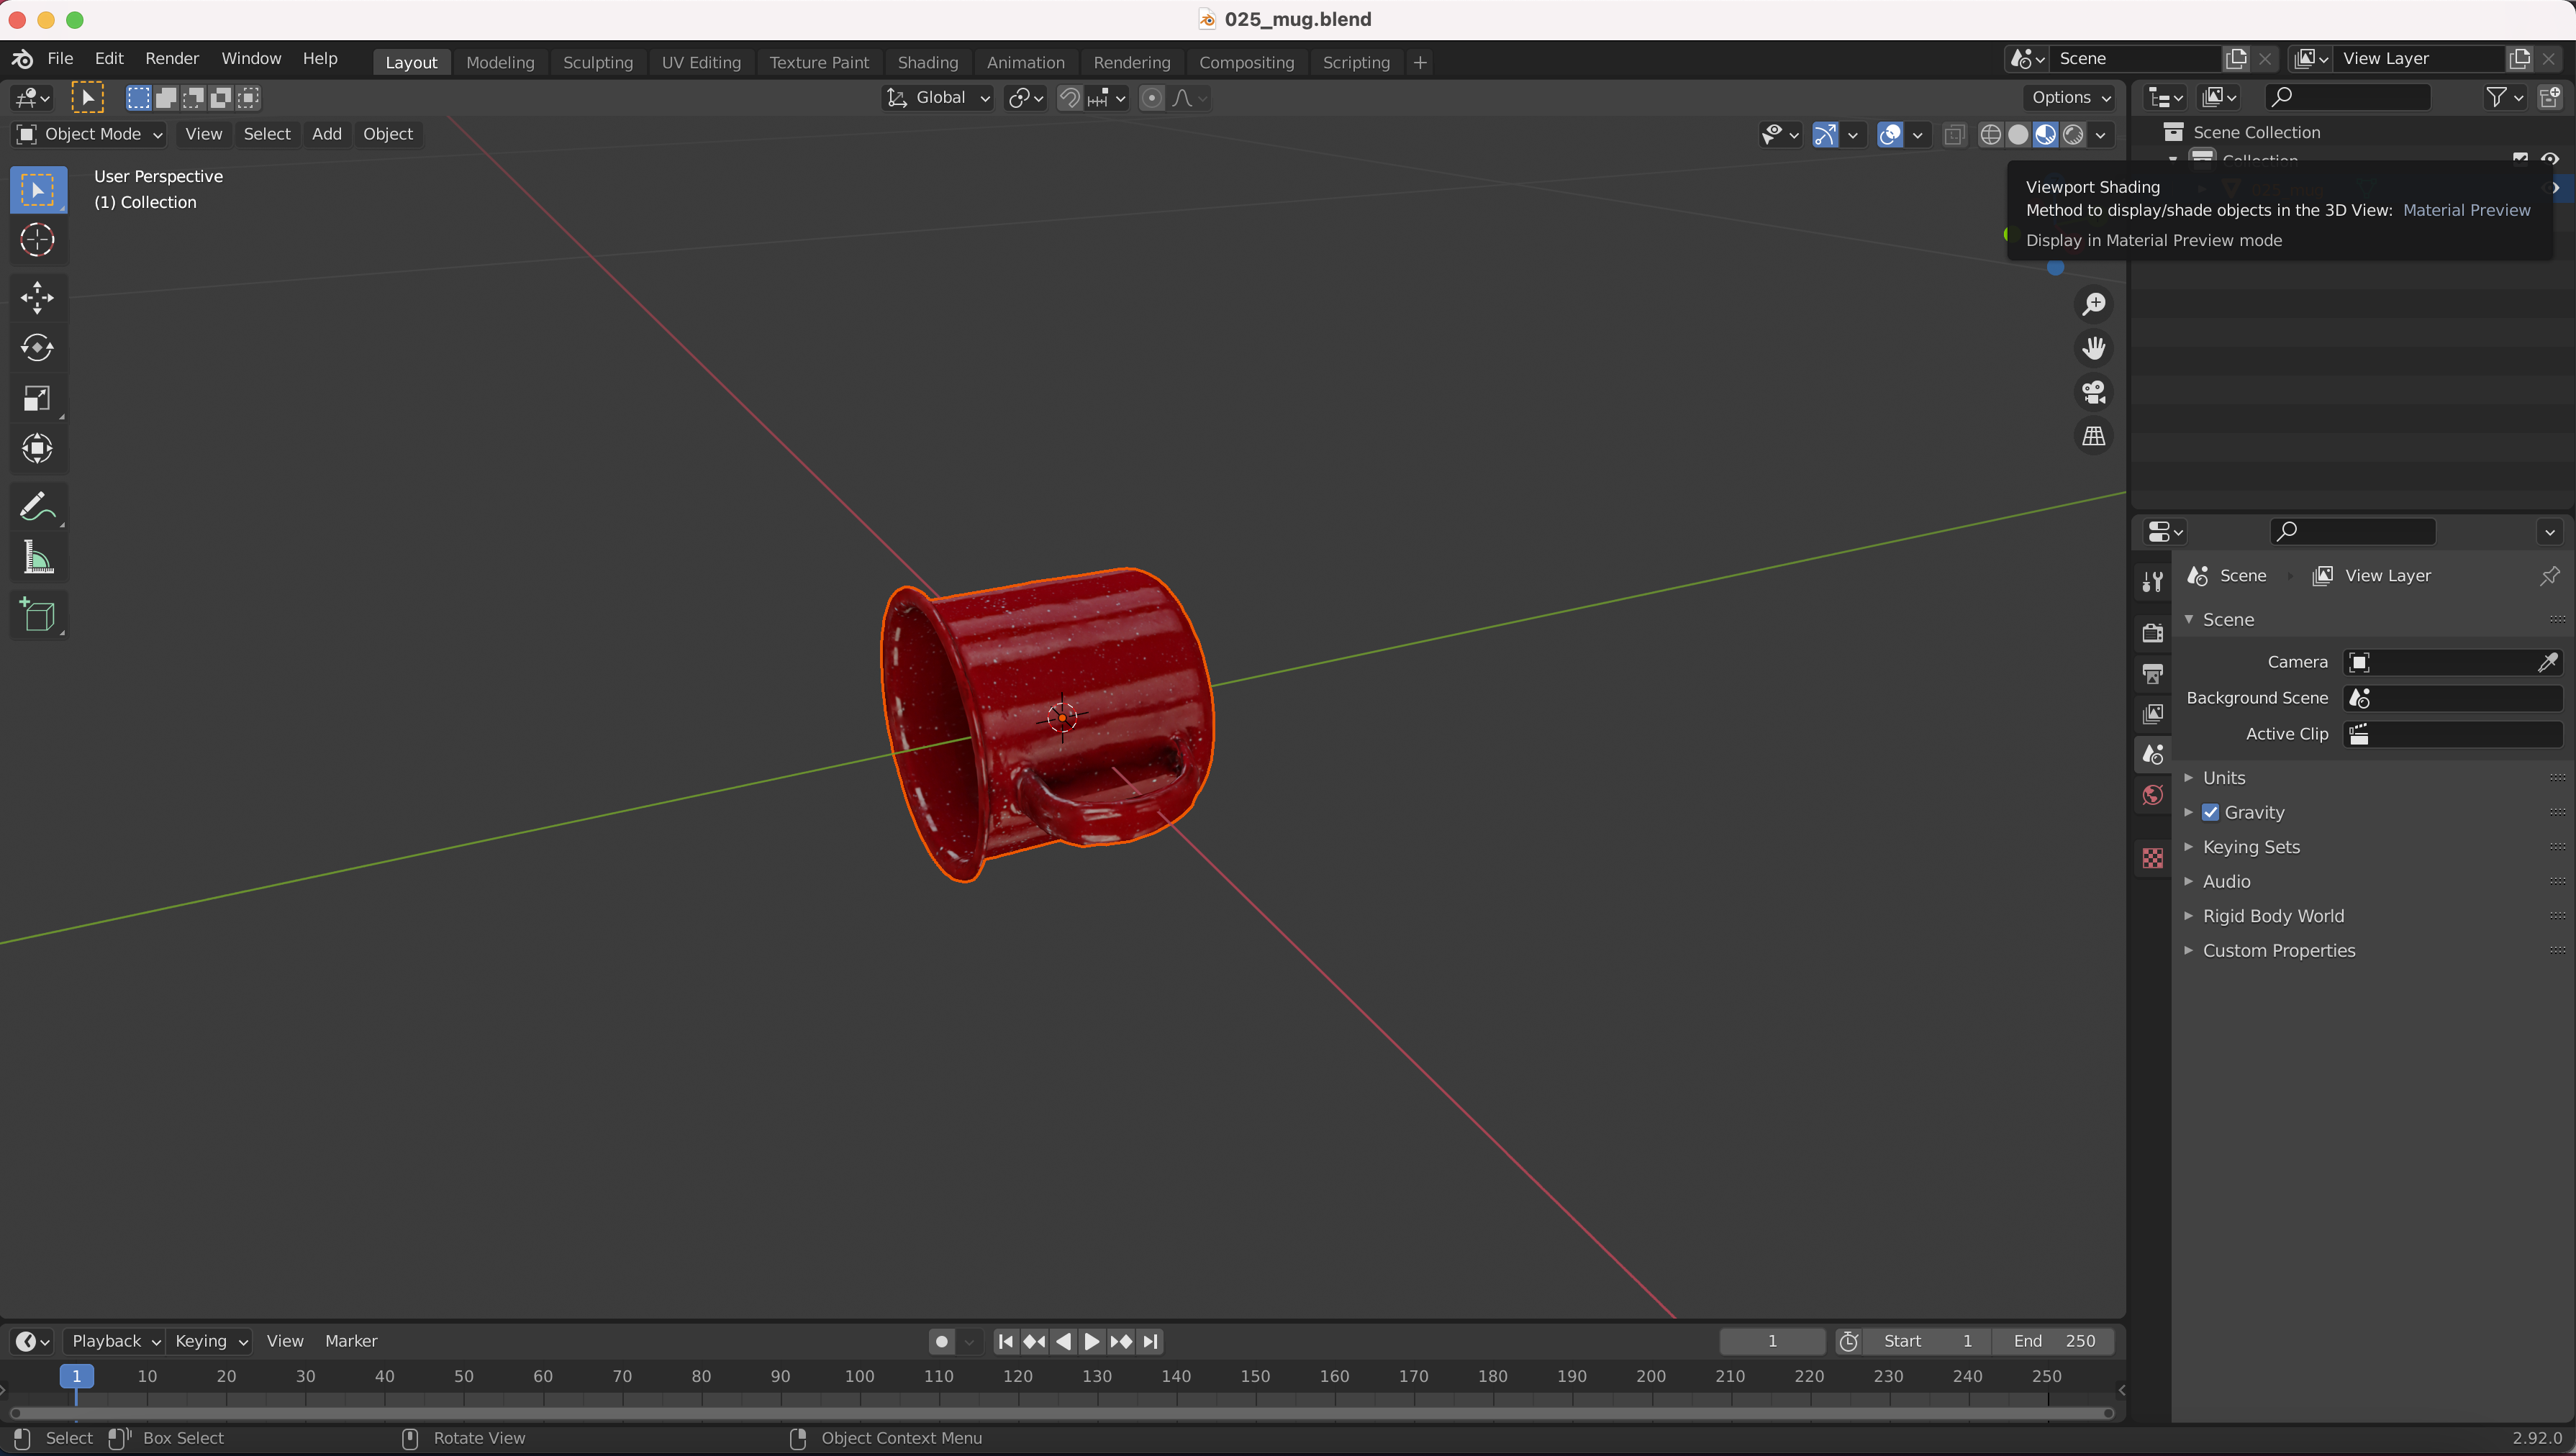 025_mug.blend
File Edit Render Window Help Layout Modeling Sculpting UV Editing Texture Paint Shading Animation Rendering Compositing Scripting + Scene View Layer
Global Options
Object Mode View Select Add Object
Scene Collection
Collection
User Perspective
(1) Collection
Viewport Shading
Method to display/shade objects in the 3D View: Material Preview
Display in Material Preview mode
Scene View Layer
Scene
Camera
Background Scene
Active Clip
Units
Gravity
Keying Sets
Audio
Rigid Body World
Custom Properties
Playback Keying View Marker 1 Start 1 End 250
1 10 20 30 40 50 60 70 80 90 100 110 120 130 140 150 160 170 180 190 200 210 220 230 240 250
Select Box Select Rotate View Object Context Menu 2.92.0